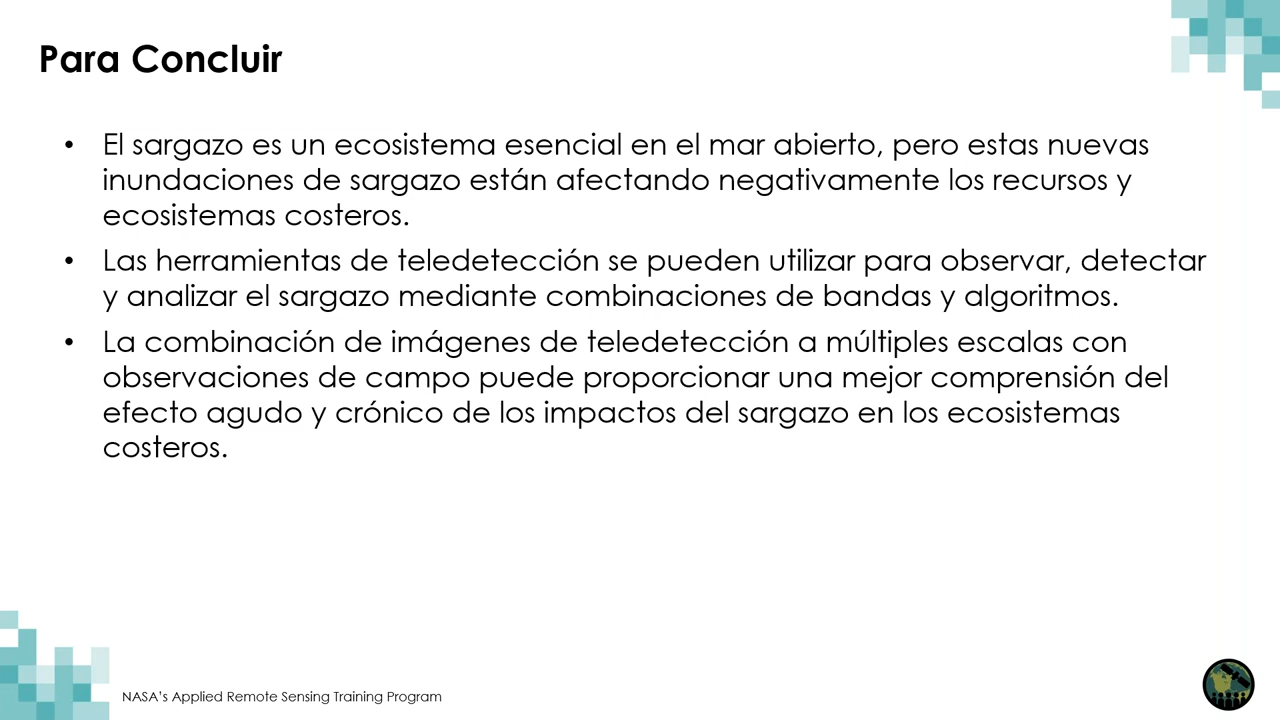 Para Concluir
• El sargazo es un ecosistema esencial en el mar abierto, pero estas nuevas
inundaciones de sargazo están afectando negativamente los recursos y
ecosistemas costeros.
• Las herramientas de teledetección se pueden utilizar para observar, detectar
y analizar el sargazo mediante combinaciones de bandas y algoritmos.
• La combinación de imágenes de teledetección a múltiples escalas con
observaciones de campo puede proporcionar una mejor comprensión del
efecto agudo y crónico de los impactos del sargazo en los ecosistemas
costeros.
NASA's Applied Remote Sensing Training Program